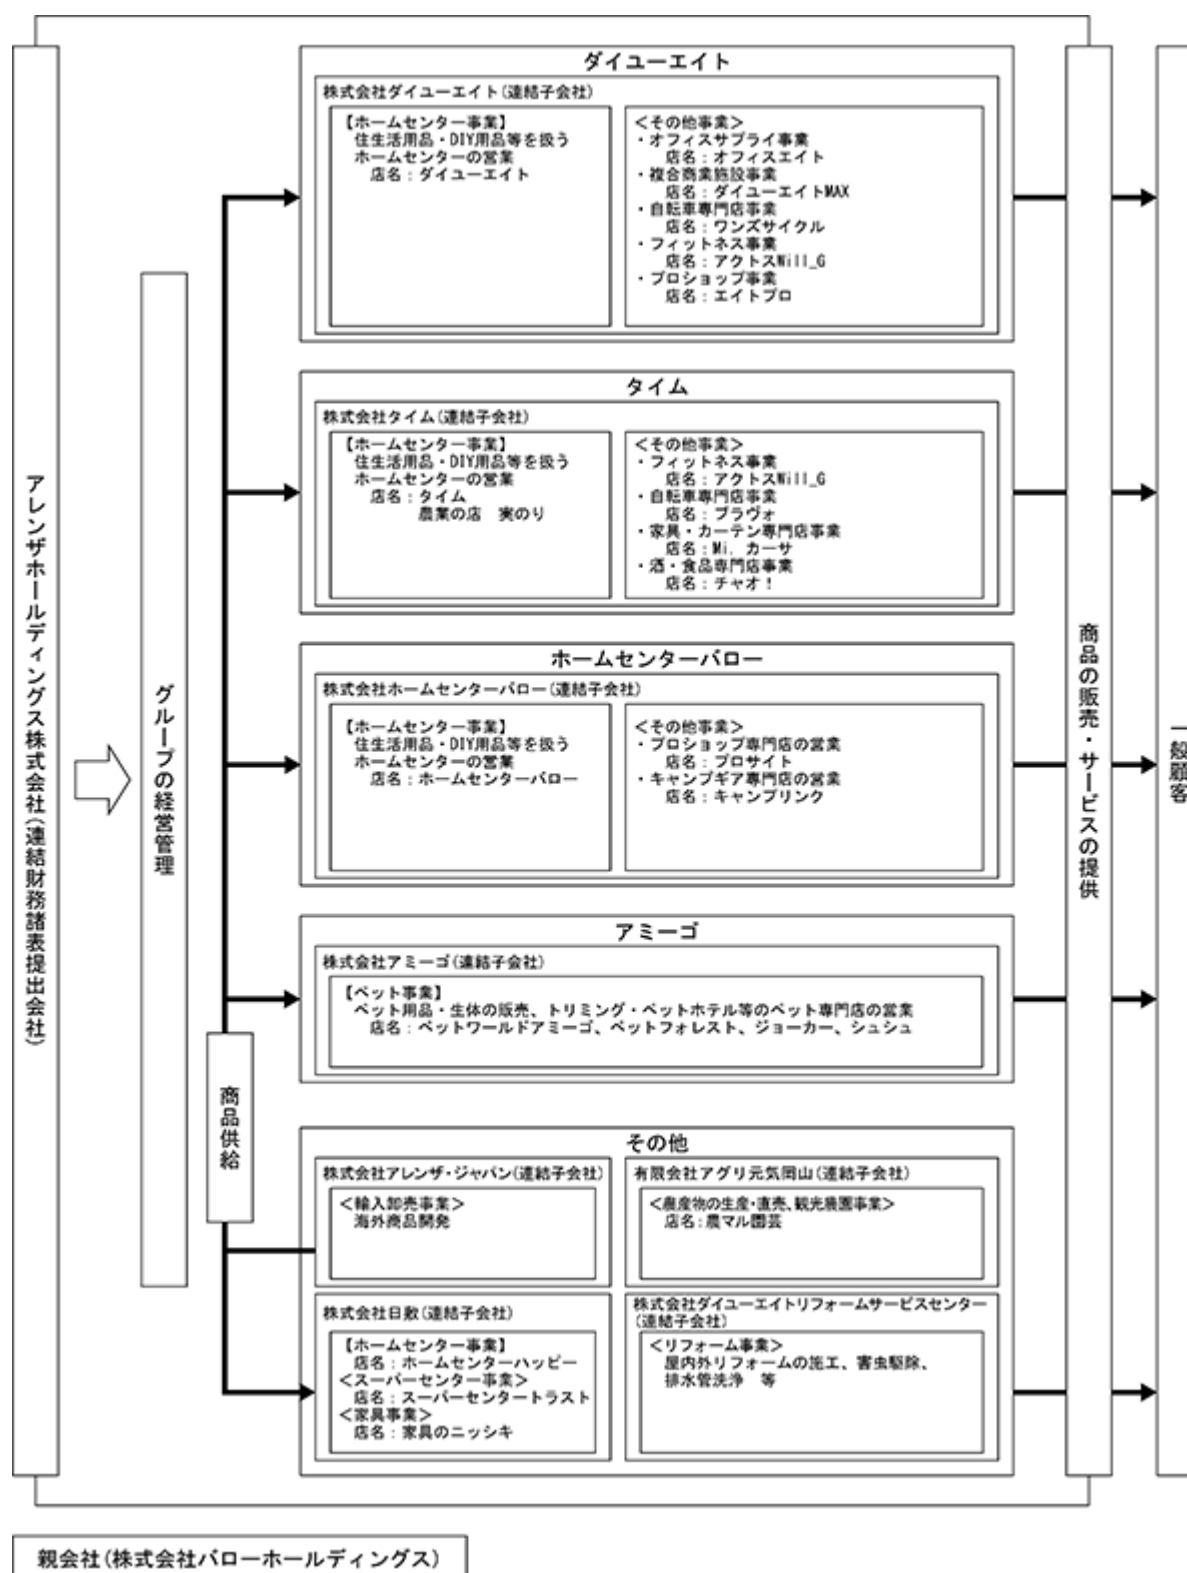 アレンザホールディングス株式会社(連結財務諸表提出会社)
グループの経営管理
商品供給
ダイユーエイト
株式会社ダイユーエイト(連結子会社)
【ホームセンター事業】
住生活用品・DIY用品等を扱う
ホームセンターの営業
店名:ダイユーエイト
<その他事業>
・オフィスサプライ事業
店名:オフィスエイト
・複合商業施設事業
店名:ダイユーエイトMAX
・自転車専門店事業
店名:ワンズサイクル
・フィットネス事業
店名:アクトスWill_G
・プロショップ事業
店名:エイトプロ
タイム
株式会社タイム(連結子会社)
【ホームセンター事業】
住生活用品・DIY用品等を扱う
ホームセンターの営業
店名:タイム
農業の店 実のり
<その他事業>
・フィットネス事業
店名:アクトスWill_G
・自転車専門店事業
店名:ブラヴォ
・家具・カーテン専門店事業
店名:Mi. カーサ
・酒・食品専門店事業
店名:チャオ!
ホームセンターバロー
株式会社ホームセンターバロー(連結子会社)
【ホームセンター事業】
住生活用品・DIY用品等を扱う
ホームセンターの営業
店名:ホームセンターバロー
<その他事業>
・プロショップ専門店の営業
店名:プロサイト
・キャンプギア専門店の営業
店名:キャンプリンク
アミーゴ
株式会社アミーゴ(連結子会社)
【ペット事業】
ペット用品・生体の販売、トリミング・ペットホテル等のペット専門店の営業
店名:ペットワールドアミーゴ、ペットフォレスト、ジョーカー、シュシュ
その他
株式会社アレンザ・ジャパン(連結子会社)
<輸入卸売事業>
海外商品開発
有限会社アグリ元気岡山(連結子会社)
<農産物の生産・直売、観光農園事業>
店名:農マル園芸
株式会社日敷(連結子会社)
【ホームセンター事業】
店名:ホームセンターハッピー
<スーパーセンター事業>
店名:スーパーセンタートラスト
<家具事業>
店名:家具のニッシキ
株式会社ダイユーエイトリフォームサービスセンター
(連結子会社)
<リフォーム事業>
屋内外リフォームの施工、害虫駆除、
排水管洗浄 等
商品の販売・サービスの提供
一般顧客
親会社(株式会社バローホールディングス)